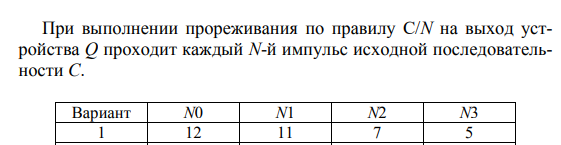 При выполнении прореживания по правилу C/N на выход уст-
ройства Q проходит каждый N-й импульс исходной последователь-
ности C.
Вариант N0 N1 N2 N3
1 12 11 7 5